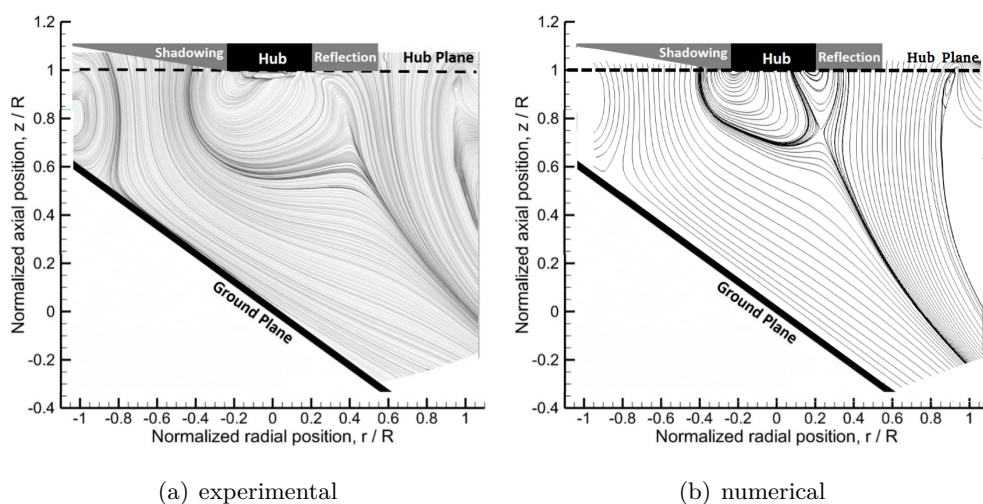 1.2
1
0.8
0.6
0.4
0.2
0
-0.2
-0.4
Normalized axial position, z / R
Shadowing
Hub
Reflection
Hub Plane
Ground Plane
-1 -0.8 -0.6 -0.4 -0.2 0 0.2 0.4 0.6 0.8 1
Normalized radial position, r / R
(a) experimental
1.2
1
0.8
0.6
0.4
0.2
0
-0.2
-0.4
Normalized axial position, z / R
Shadowing
Hub
Reflection
Hub Plane
Ground Plane
-1 -0.8 -0.6 -0.4 -0.2 0 0.2 0.4 0.6 0.8 1
Normalized radial position, r / R
(b) numerical